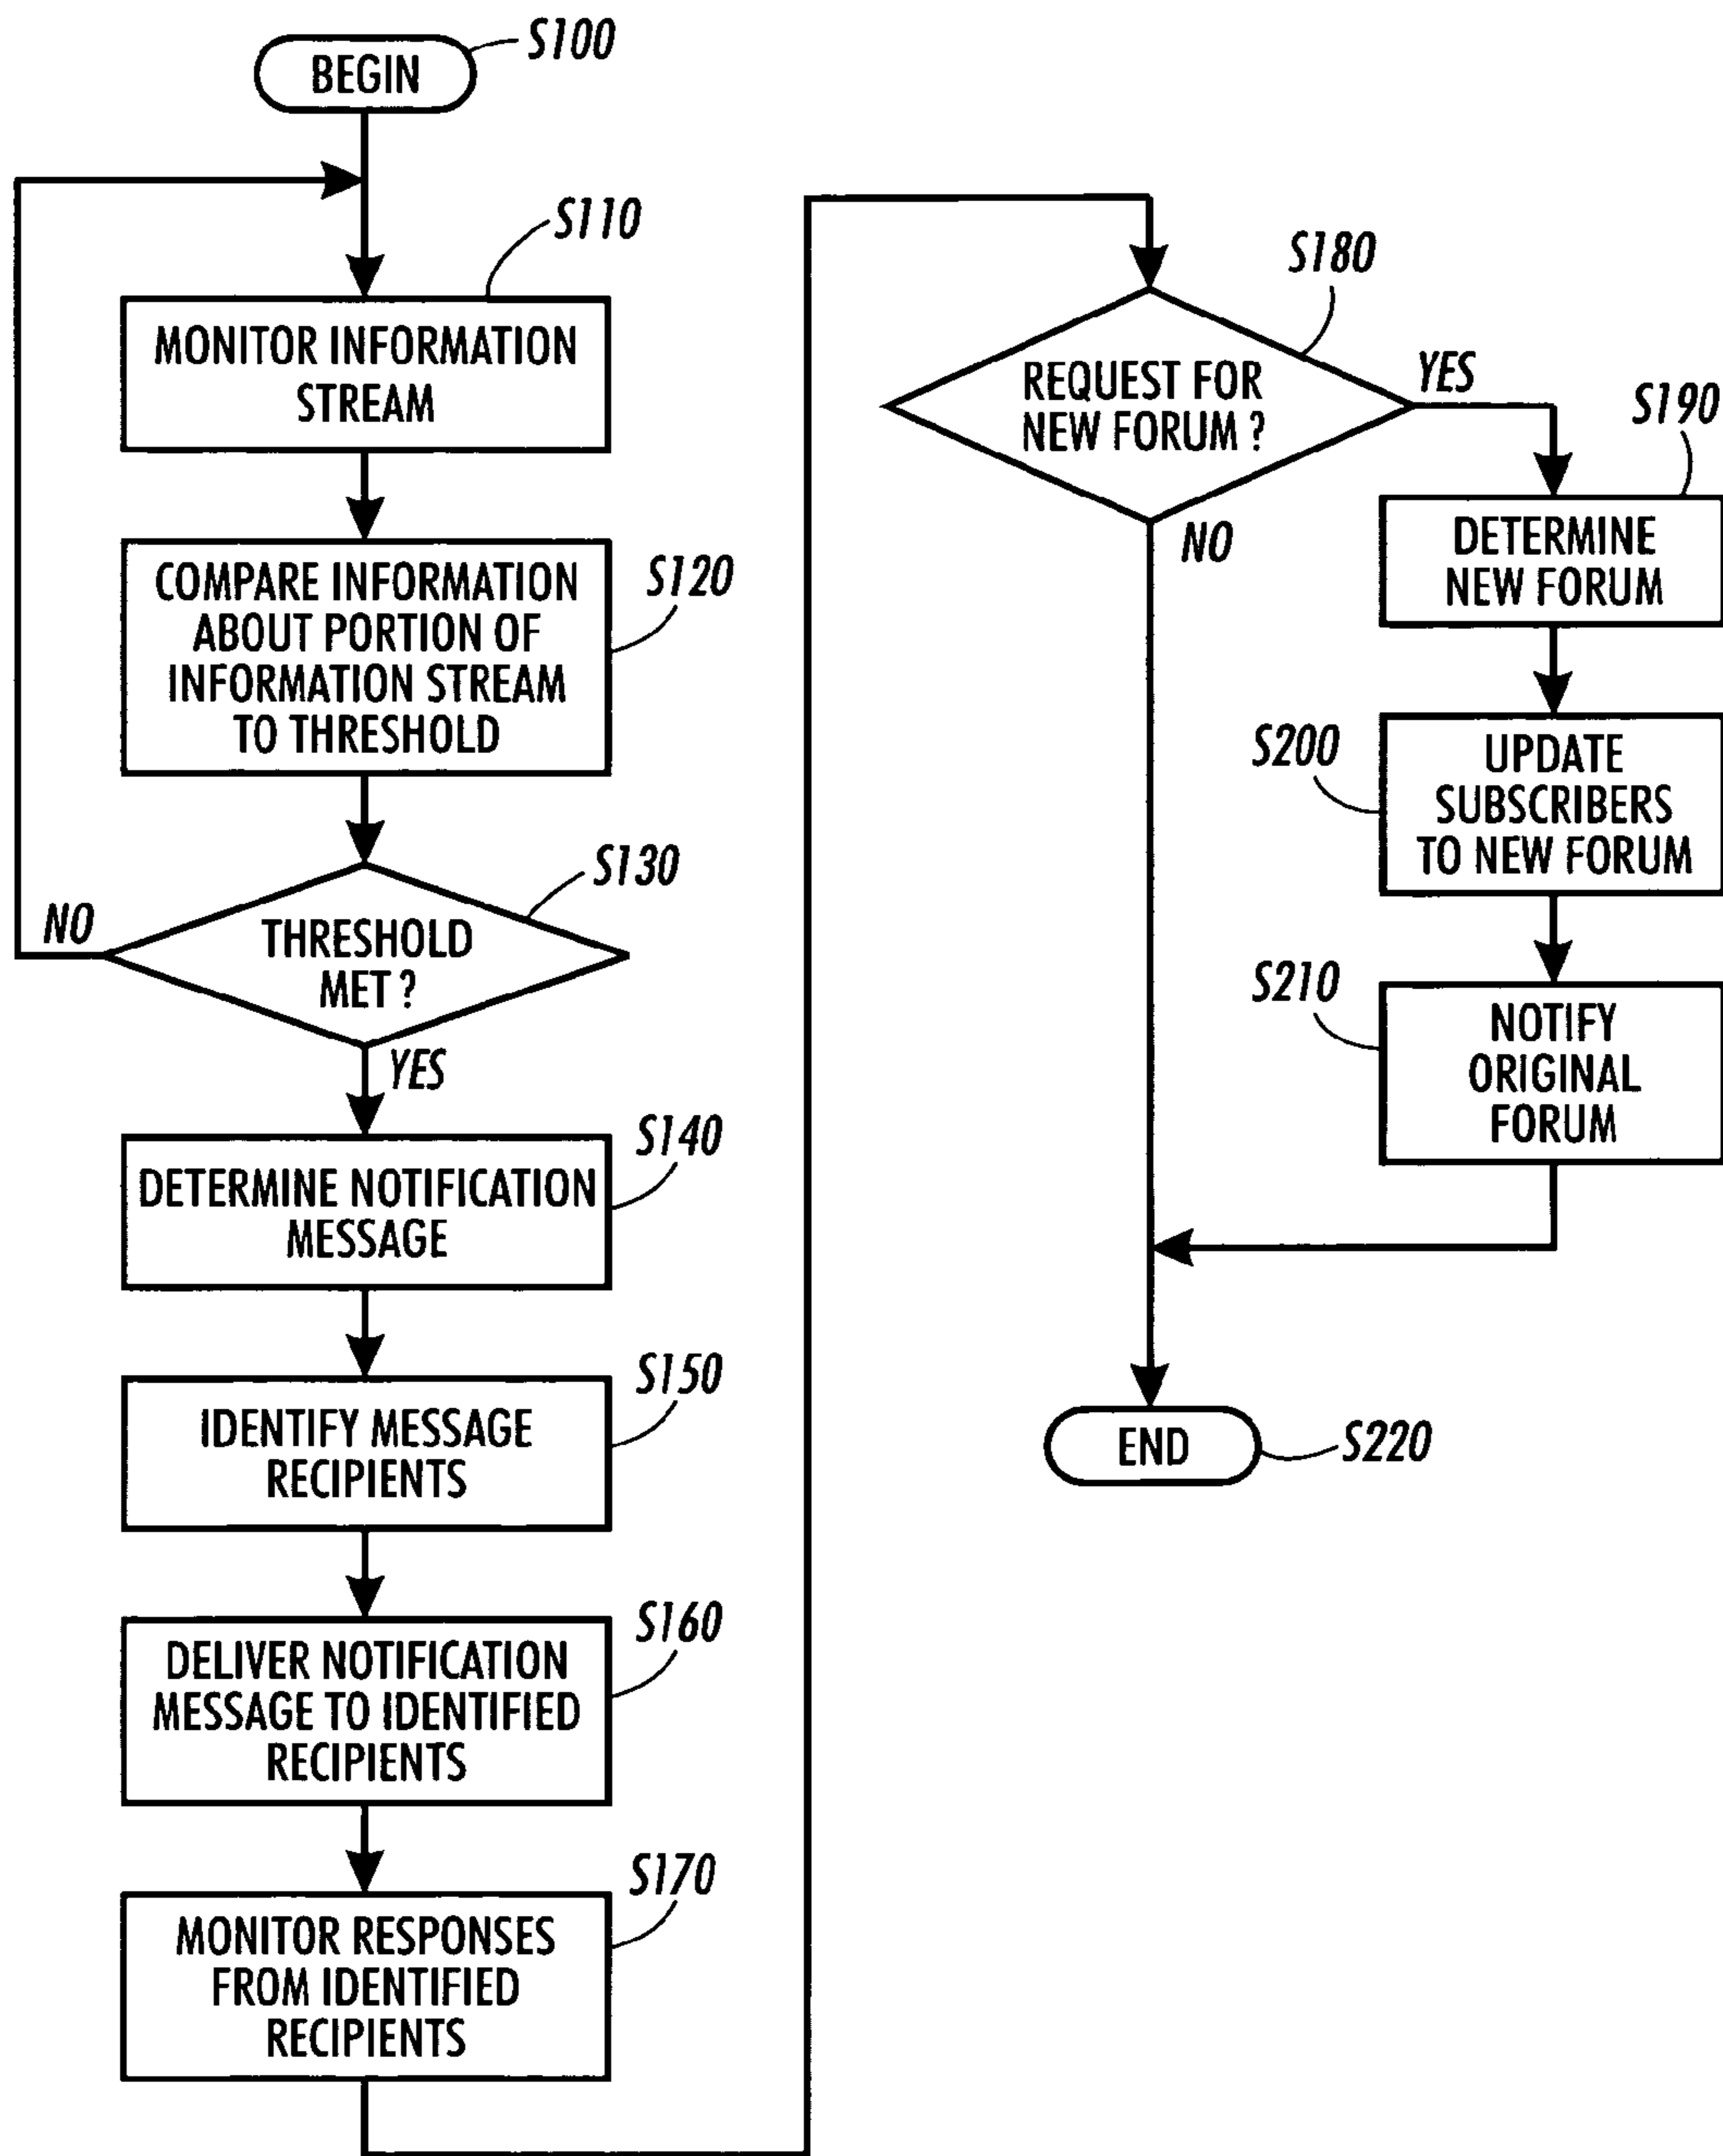 BEGIN
S100
S110
MONITOR INFORMATION
STREAM
S120
COMPARE INFORMATION
ABOUT PORTION OF
INFORMATION STREAM
TO THRESHOLD
S130
THRESHOLD
MET ?
NO
YES
S140
DETERMINE NOTIFICATION
MESSAGE
S150
IDENTIFY MESSAGE
RECIPIENTS
S160
DELIVER NOTIFICATION
MESSAGE TO IDENTIFIED
RECIPIENTS
S170
MONITOR RESPONSES
FROM IDENTIFIED
RECIPIENTS
S180
REQUEST FOR
NEW FORUM ?
YES
NO
S190
DETERMINE
NEW FORUM
S200
UPDATE
SUBSCRIBERS
TO NEW FORUM
S210
NOTIFY
ORIGINAL
FORUM
END
S220